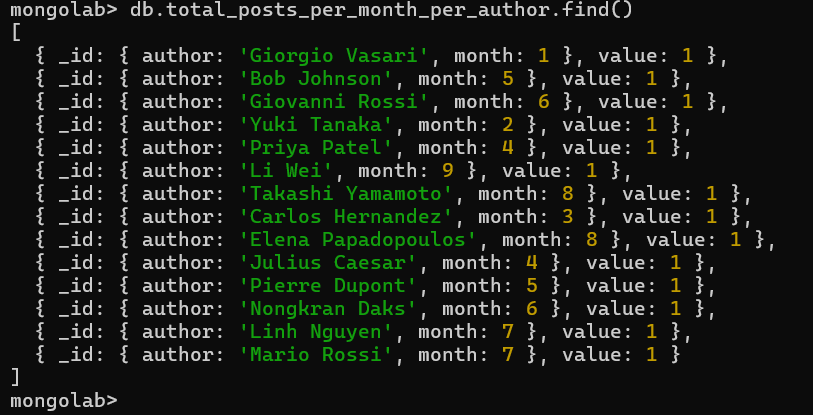 mongolab> db.total_posts_per_month_per_author.find()
[
  { _id: { author: 'Giorgio Vasari', month: 1 }, value: 1 },
  { _id: { author: 'Bob Johnson', month: 5 }, value: 1 },
  { _id: { author: 'Giovanni Rossi', month: 6 }, value: 1 },
  { _id: { author: 'Yuki Tanaka', month: 2 }, value: 1 },
  { _id: { author: 'Priya Patel', month: 4 }, value: 1 },
  { _id: { author: 'Li Wei', month: 9 }, value: 1 },
  { _id: { author: 'Takashi Yamamoto', month: 8 }, value: 1 },
  { _id: { author: 'Carlos Hernandez', month: 3 }, value: 1 },
  { _id: { author: 'Elena Papadopoulos', month: 8 }, value: 1 },
  { _id: { author: 'Julius Caesar', month: 4 }, value: 1 },
  { _id: { author: 'Pierre Dupont', month: 5 }, value: 1 },
  { _id: { author: 'Nongkran Daks', month: 6 }, value: 1 },
  { _id: { author: 'Linh Nguyen', month: 7 }, value: 1 },
  { _id: { author: 'Mario Rossi', month: 7 }, value: 1 }
]
mongolab>